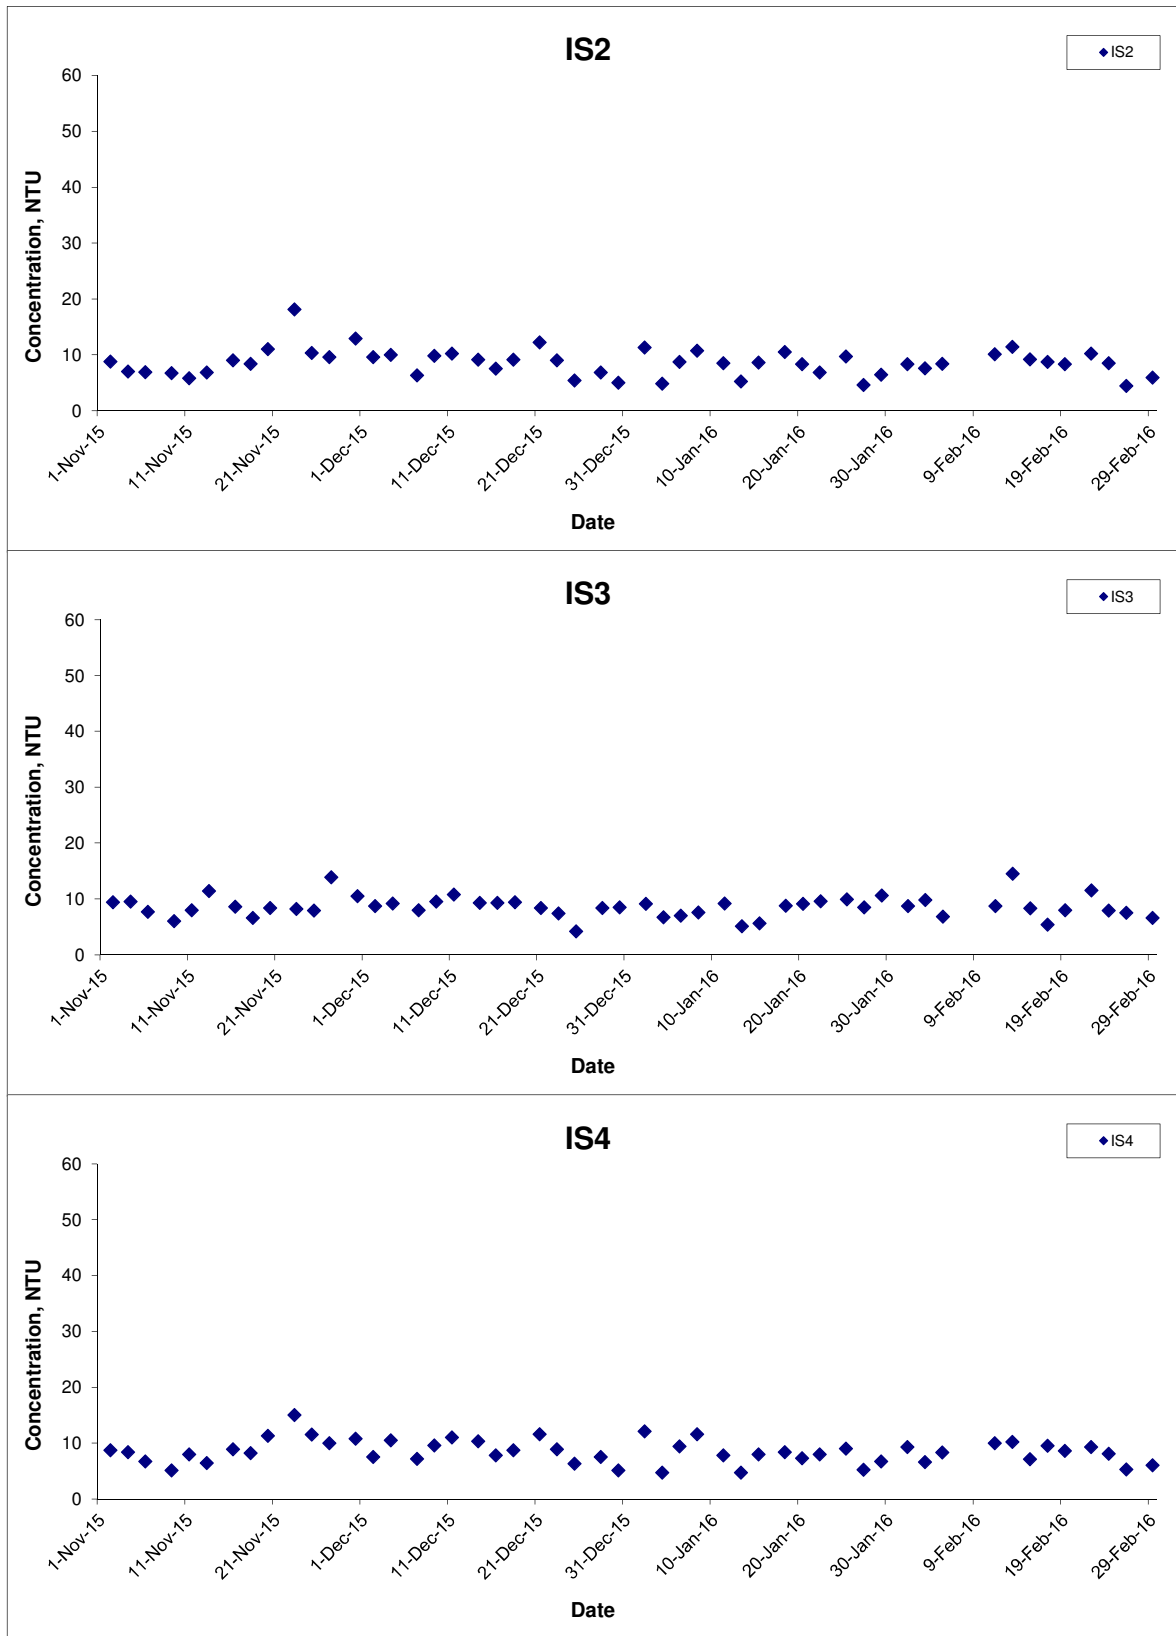 IS2
IS2
60
50
40
30
20
10
0
Concentration, NTU
1-Nov-15
11-Nov-15
21-Nov-15
1-Dec-15
11-Dec-15
21-Dec-15
31-Dec-15
10-Jan-16
20-Jan-16
30-Jan-16
9-Feb-16
19-Feb-16
29-Feb-16
Date
IS3
IS3
60
50
40
30
20
10
0
Concentration, NTU
1-Nov-15
11-Nov-15
21-Nov-15
1-Dec-15
11-Dec-15
21-Dec-15
31-Dec-15
10-Jan-16
20-Jan-16
30-Jan-16
9-Feb-16
19-Feb-16
29-Feb-16
Date
IS4
IS4
60
50
40
30
20
10
0
Concentration, NTU
1-Nov-15
11-Nov-15
21-Nov-15
1-Dec-15
11-Dec-15
21-Dec-15
31-Dec-15
10-Jan-16
20-Jan-16
30-Jan-16
9-Feb-16
19-Feb-16
29-Feb-16
Date